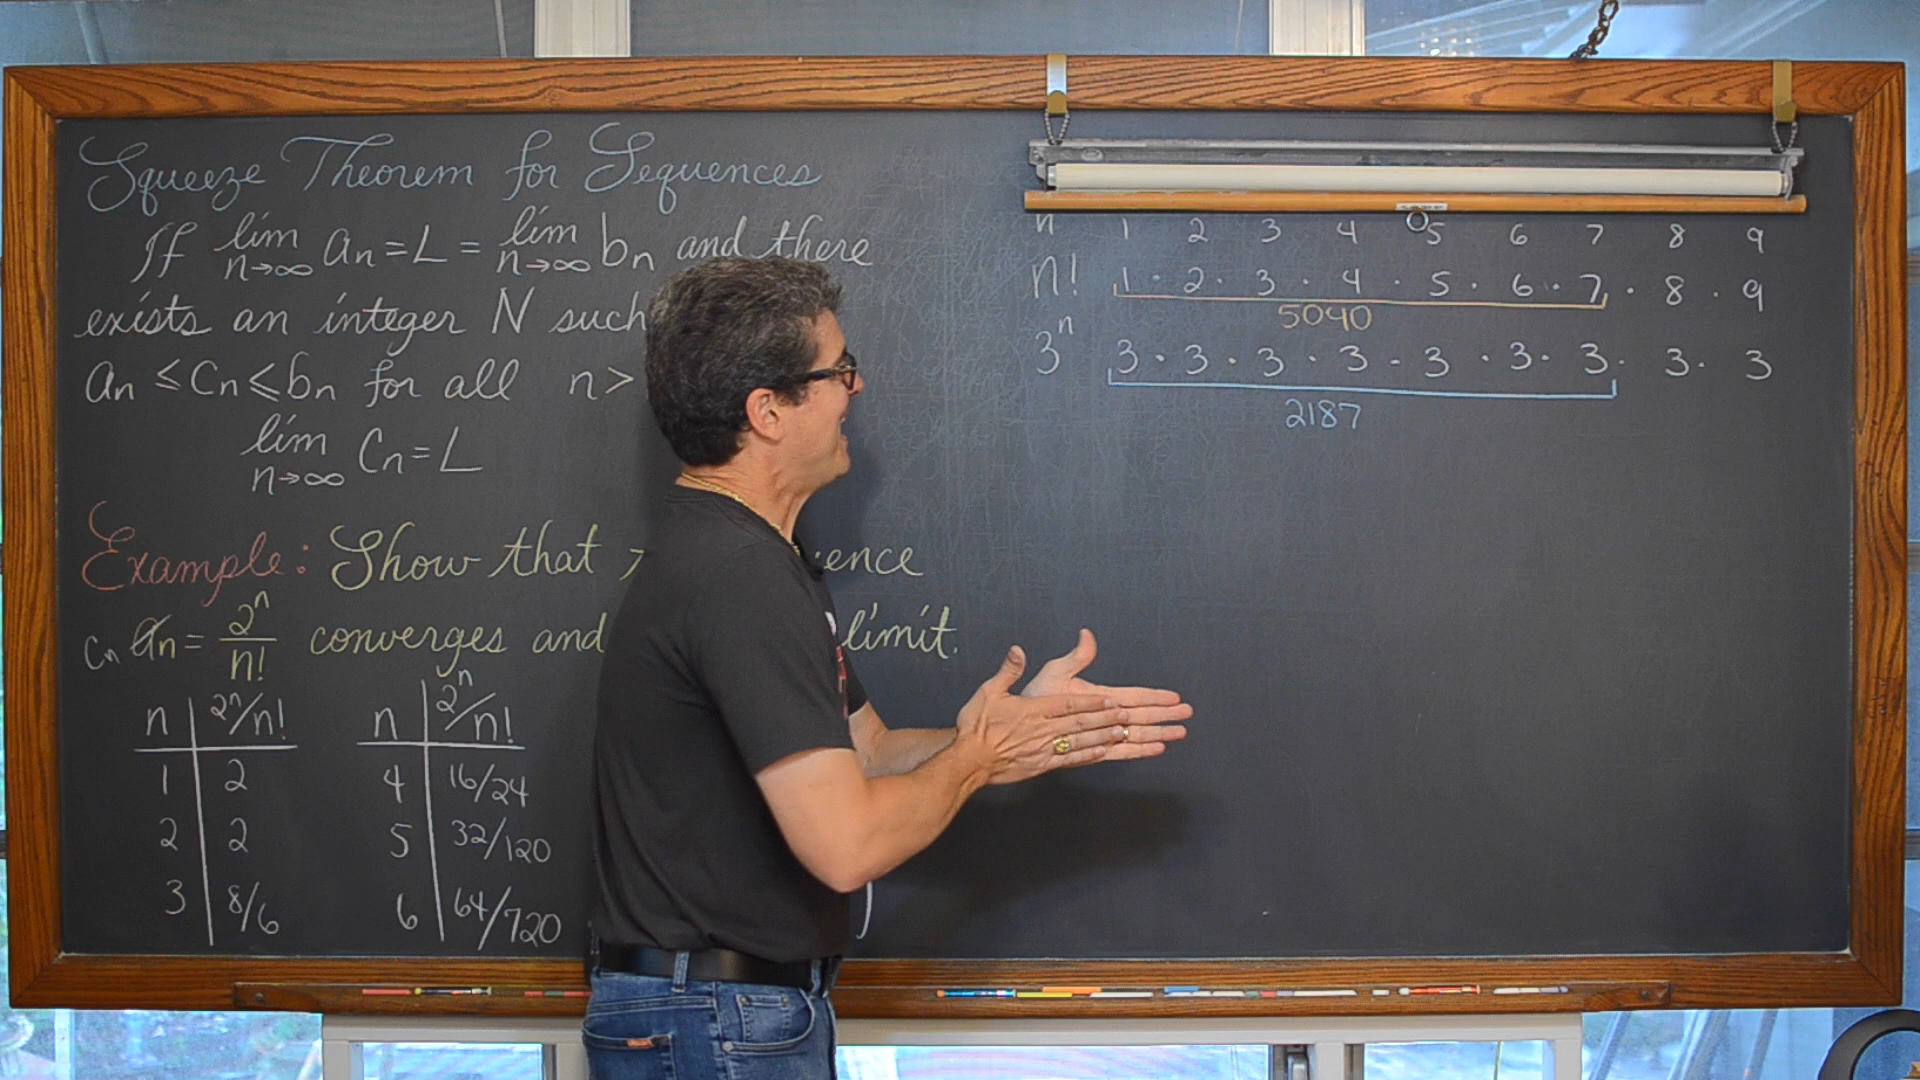 Squeeze Theorem for Sequences
If lim n→∞ an = L = lim n→∞ bn and there
exists an integer N such
an ≤ cn ≤ bn for all n >
lim n→∞ cn = L
Example: Show that ence
cn an = 2^n/n! converges and limit.
n 2^n/n!
1 2
2 2
3 8/6
n 2^n/n!
4 16/24
5 32/120
6 64/720
n 1 2 3 4 5 6 7 8 9
n! 1 · 2 · 3 · 4 · 5 · 6 · 7 · 8 · 9
5040
3^n 3 · 3 · 3 · 3 · 3 · 3 · 3 · 3 · 3
2187